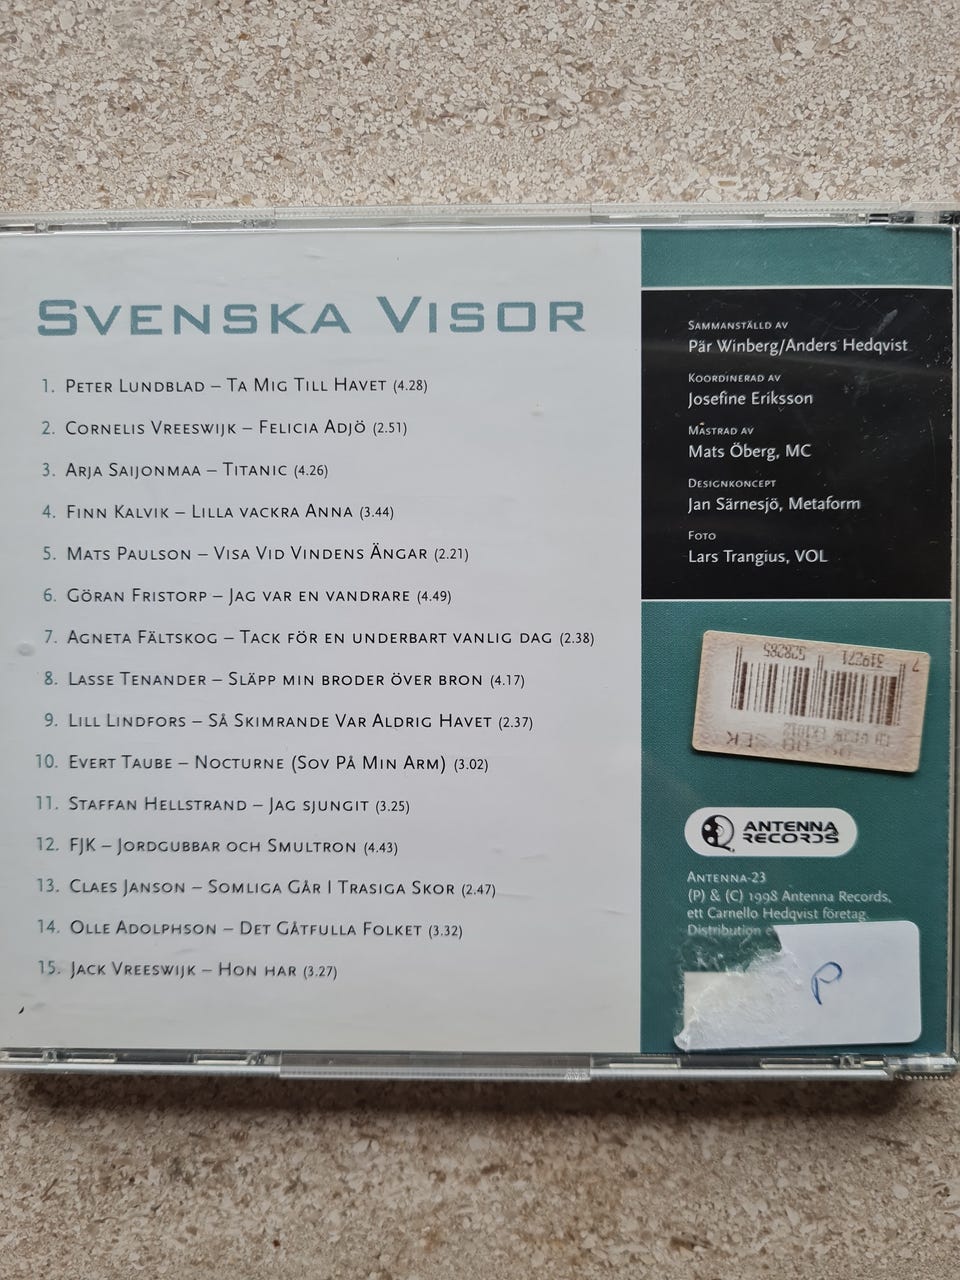 SVENSKA VISOR
1. PETER LUNDBLAD – TA MIG TILL HAVET (4.28)
2. CORNELIS VREESWIJK – FELICIA ADJÖ (2.51)
3. ARJA SAIJONMAA – TITANIC (4.26)
4. FINN KALVIK – LILLA VACKRA ANNA (3.44)
5. MATS PAULSON – VISA VID VINDENS ÄNGAR (2.21)
6. GÖRAN FRISTORP – JAG VAR EN VANDRARE (4.49)
7. AGNETA FÄLTSKOG – TACK FÖR EN UNDERBART VANLIG DAG (2.38)
8. LASSE TENANDER – SLÄPP MIN BRODER ÖVER BRON (4.17)
9. LILL LINDFORS – SÅ SKIMRANDE VAR ALDRIG HAVET (2.37)
10. EVERT TAUBE – NOCTURNE (SOV PÅ MIN ARM) (3.02)
11. STAFFAN HELLSTRAND – JAG SJUNGIT (3.25)
12. FJK – JORDGUBBAR OCH SMULTRON (4.43)
13. CLAES JANSON – SOMLIGA GÅR I TRASIGA SKOR (2.47)
14. OLLE ADOLPHSON – DET GÅTFULLA FOLKET (3.32)
15. JACK VREESWIJK – HON HAR (3.27)
SAMMANSTÄLLD AV
Pär Winberg/Anders Hedqvist
KOORDINERAD AV
Josefine Eriksson
MASTRAD AV
Mats Öberg, MC
DESIGNKONCEPT
Jan Särnesjö, Metaform
FOTO
Lars Trangius, VOL
7 319271 528285
SEK
ANTENNA
RECORDS
ANTENNA-23
(P) & (C) 1998 Antenna Records,
ett Carnello Hedqvist företag.
Distribution
P